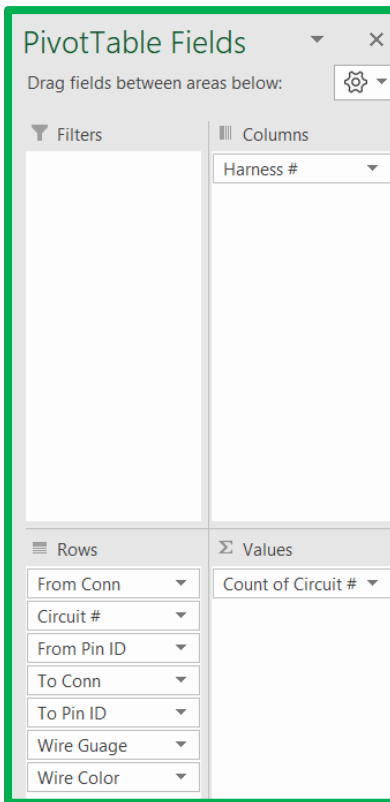 PivotTable Fields
Drag fields between areas below:
Filters
Columns
Harness #
Rows
From Conn
Circuit #
From Pin ID
To Conn
To Pin ID
Wire Guage
Wire Color
Σ Values
Count of Circuit #